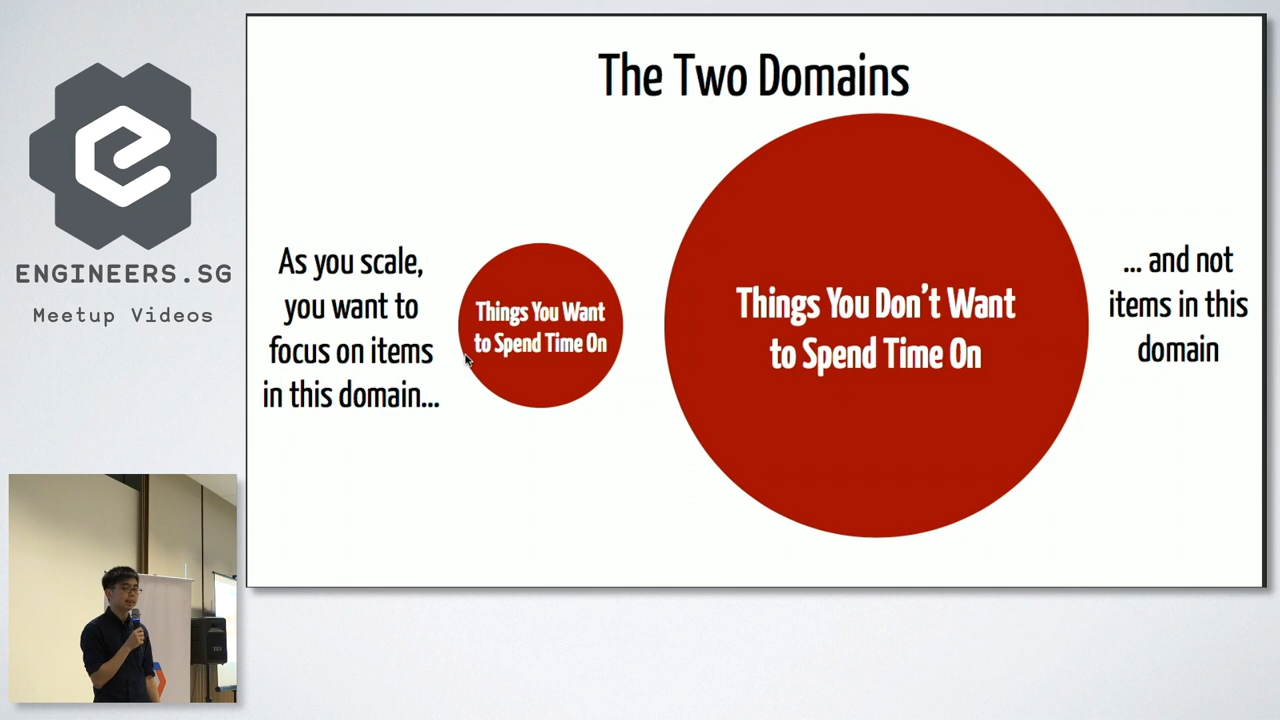 ENGINEERS.SG
Meetup Videos
The Two Domains
As you scale,
you want to
focus on items
in this domain...
Things You Want
to Spend Time On
Things You Don't Want
to Spend Time On
... and not
items in this
domain